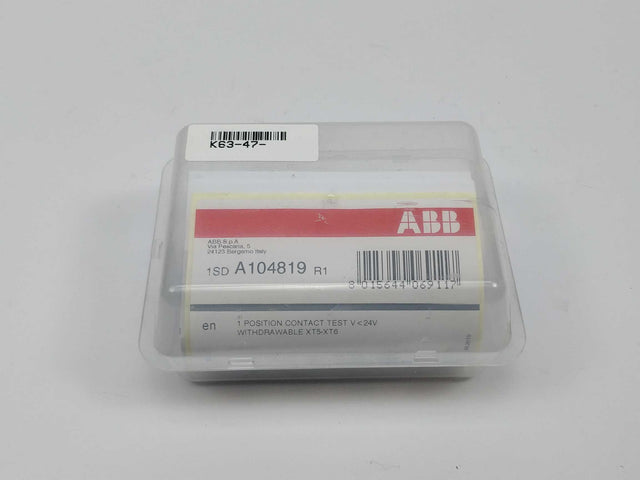 K63-47-
ABB
ABB S.p.A.
Via Pescaria, 5
24123 Bergamo Italy
1SD A104819 R1
8 015644 069117
en 1 POSITION CONTACT TEST V<24V
WITHDRAWABLE XT5-XT6